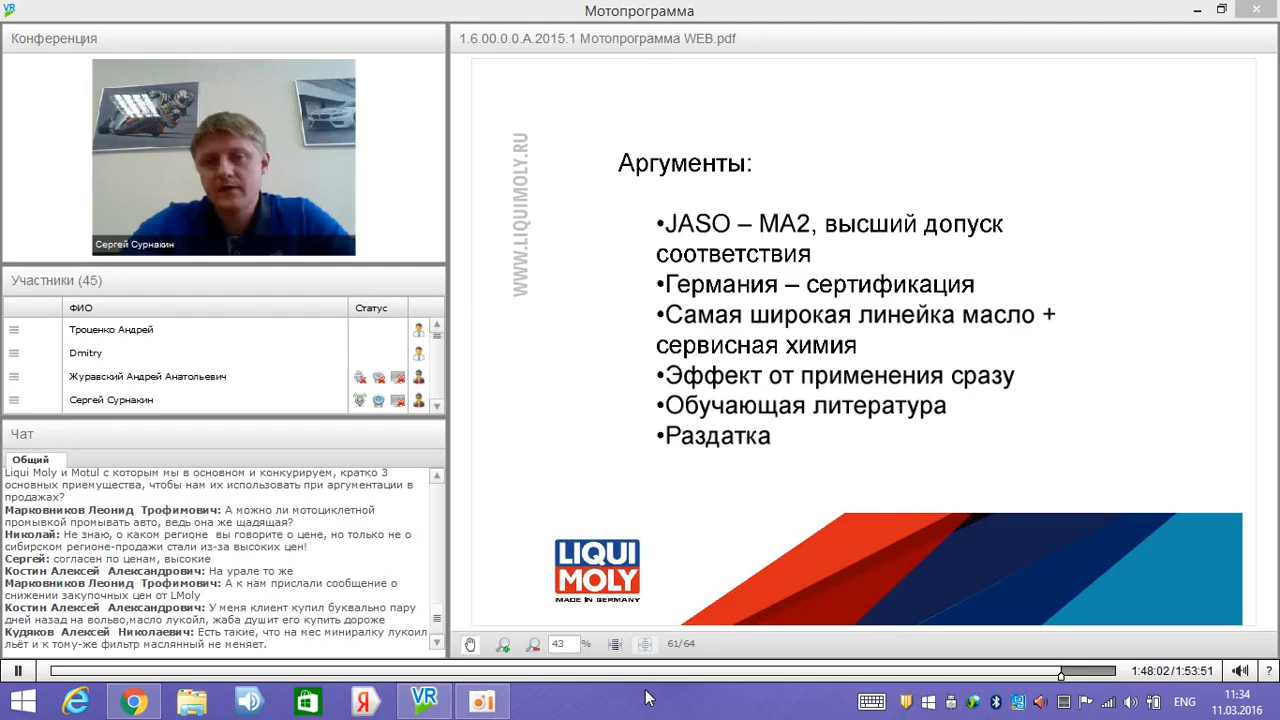 VR
Мотопрограмма
Конференция
1.6.00.0.0.A.2015.1 Мотопрограмма WEB.pdf
Сергей Сурнакин
Участники (45)
ФИО
Статус
Троценко Андрей
Dmitry
Журавский Андрей Анатольевич
Сергей Сурнакин
Чат
Общий
Liqui Moly и Motul с которым мы в основном и конкурируем, кратко 3
основных приемущества, чтобы нам их использовать при аргументации в
продажах?
Марковников Леонид Трофимович: А можно ли мотоциклетной
промывкой промывать авто, ведь она же щадящая?
Николай: Не знаю, о каком регионе вы говорите о цене, но только не о
сибирском регионе-продажи стали из-за высоких цен!
Сергей: согласен по ценам, высокие
Костин Алексей Александрович: На урале то же
Марковников Леонид Трофимович: А к нам прислали сообщение о
снижении закупочных цен от LMoly
Костин Алексей Александрович: У меня клиент купил буквально пару
дней назад на вольво,масло лукойл, жаба душит его купить дороже
Кудяков Алексей Николаевич: Есть такие, что на мес миниралку лукоил
льёт и к тому-же фильтр маслянный не меняет.
WWW.LIQUIMOLY.RU
Аргументы:
•JASO – MA2, высший допуск
соответствия
•Германия – сертификация
•Самая широкая линейка масло +
сервисная химия
•Эффект от применения сразу
•Обучающая литература
•Раздатка
LIQUI
MOLY
MADE IN GERMANY
43 %
61/64
1:48:02/1:53:51
?
Я
VR
ENG
11:34
11.03.2016